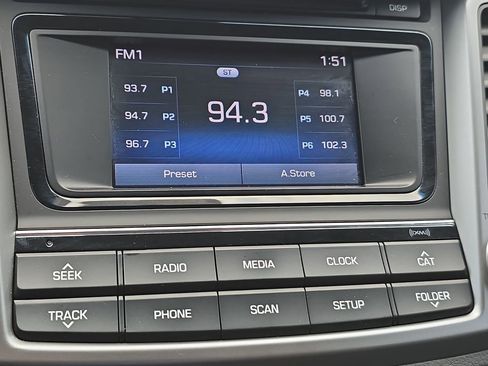 DISP
FM1 1:51
ST
93.7 P1 P4 98.1
94.7 P2 94.3 P5 100.7
96.7 P3 P6 102.3
Preset A.Store
((XM))
SEEK RADIO MEDIA CLOCK CAT
TRACK PHONE SCAN SETUP FOLDER